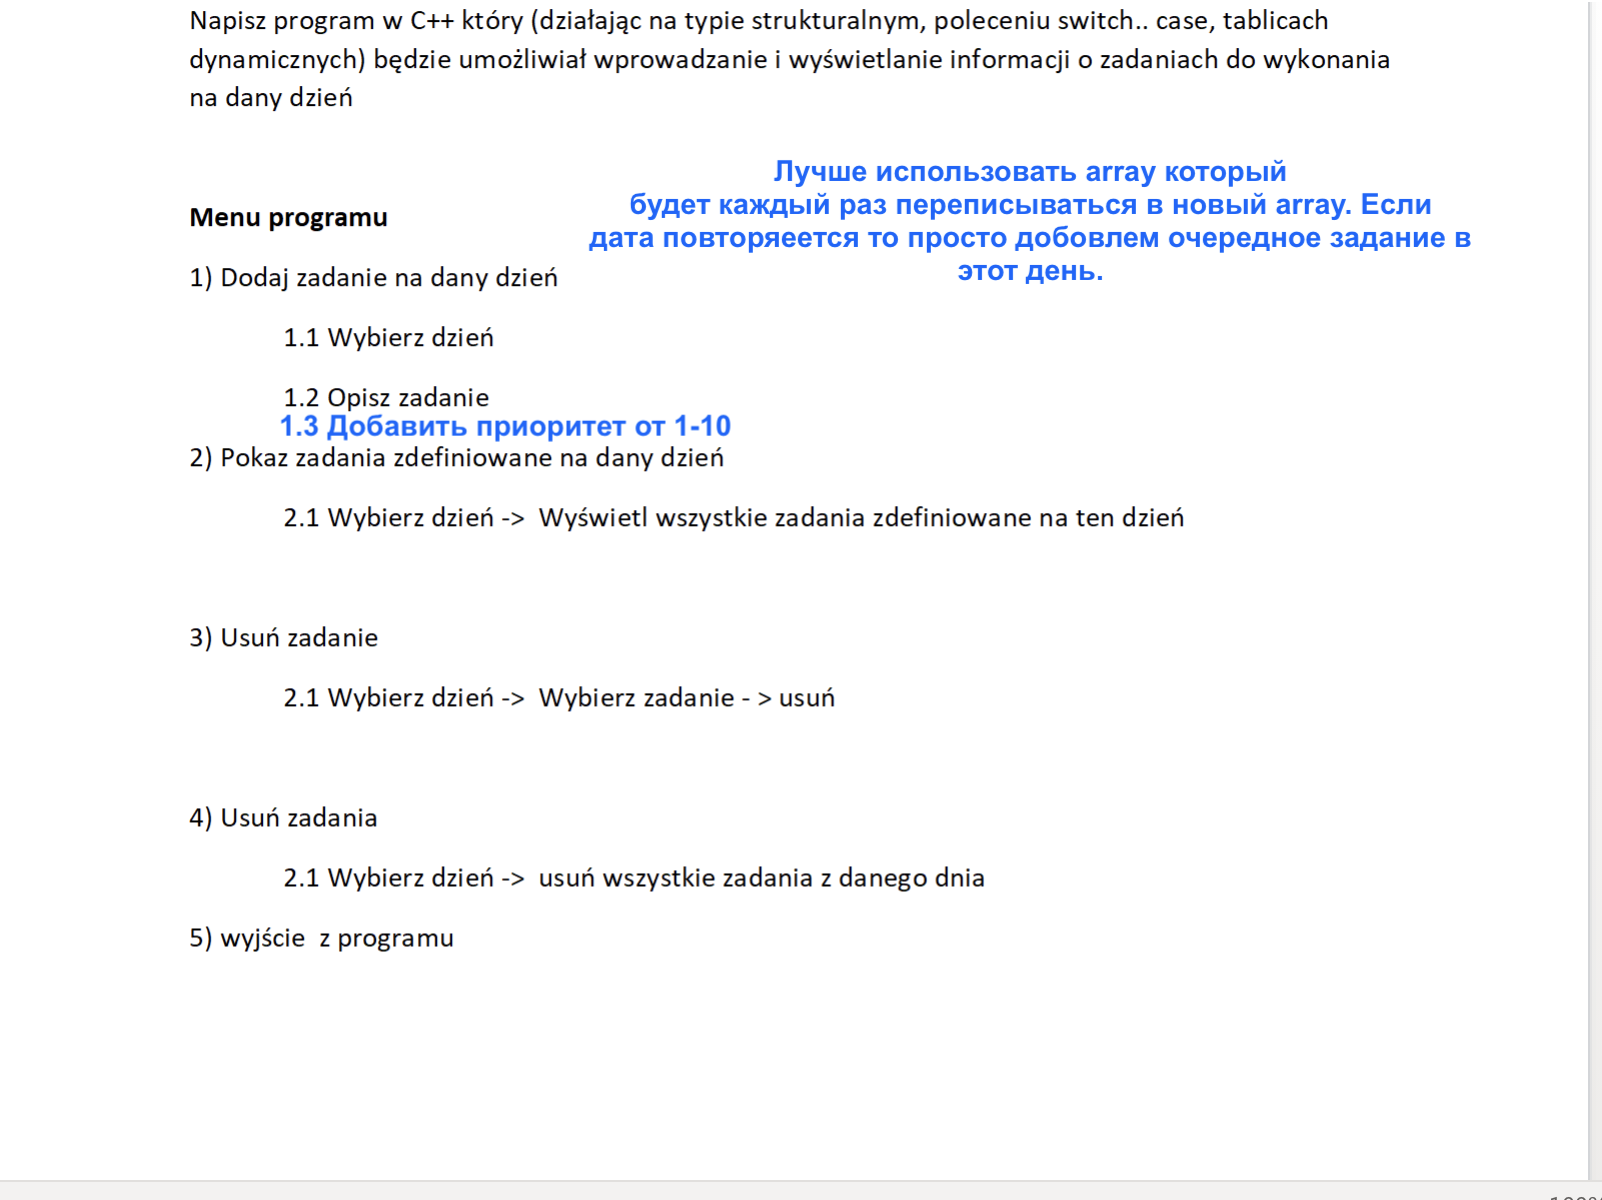 Napisz program w C++ który (działając na typie strukturalnym, poleceniu switch.. case, tablicach
dynamicznych) będzie umożliwiał wprowadzanie i wyświetlanie informacji o zadaniach do wykonania
na dany dzień
Лучше использовать array который
будет каждый раз переписываться в новый array. Если
дата повторяеется то просто добовлем очередное задание в
этот день.
Menu programu
1) Dodaj zadanie na dany dzień
1.1 Wybierz dzień
1.2 Opisz zadanie
1.3 Добавить приоритет от 1-10
2) Pokaz zadania zdefiniowane na dany dzień
2.1 Wybierz dzień -> Wyświetl wszystkie zadania zdefiniowane na ten dzień
3) Usuń zadanie
2.1 Wybierz dzień -> Wybierz zadanie - > usuń
4) Usuń zadania
2.1 Wybierz dzień -> usuń wszystkie zadania z danego dnia
5) wyjście z programu